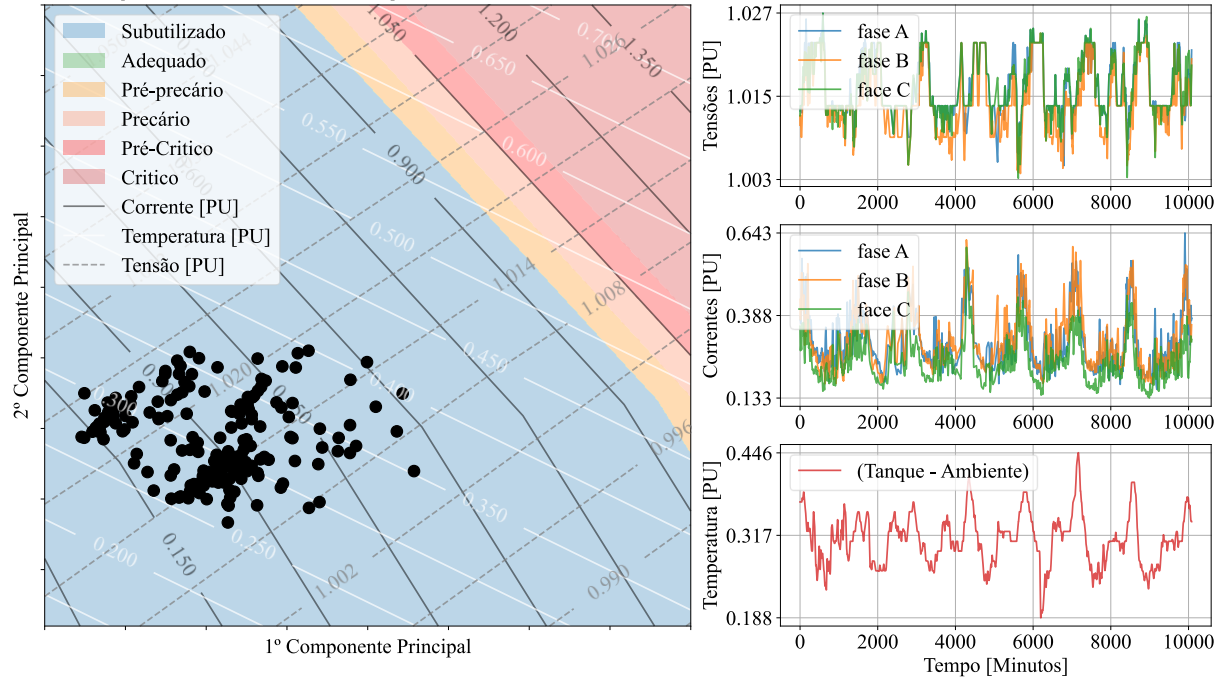 Subutilizado
Adequado
Pré-precário
Precário
Pré-Critico
Critico
Corrente [PU]
Temperatura [PU]
Tensão [PU]
1.050
1.200
1.350
1.026
0.650
0.600
0.550
0.900
0.500
1.014
1.008
0.450
1.020
0.300
0.996
0.350
0.200
0.150
0.250
1.002
0.990
2º Componente Principal
1º Componente Principal
Tensões [PU]
1.027
1.015
1.003
fase A
fase B
face C
0 2000 4000 6000 8000 10000
Correntes [PU]
0.643
0.388
0.133
fase A
fase B
face C
0 2000 4000 6000 8000 10000
Temperatura [PU]
0.446
0.317
0.188
(Tanque - Ambiente)
0 2000 4000 6000 8000 10000
Tempo [Minutos]